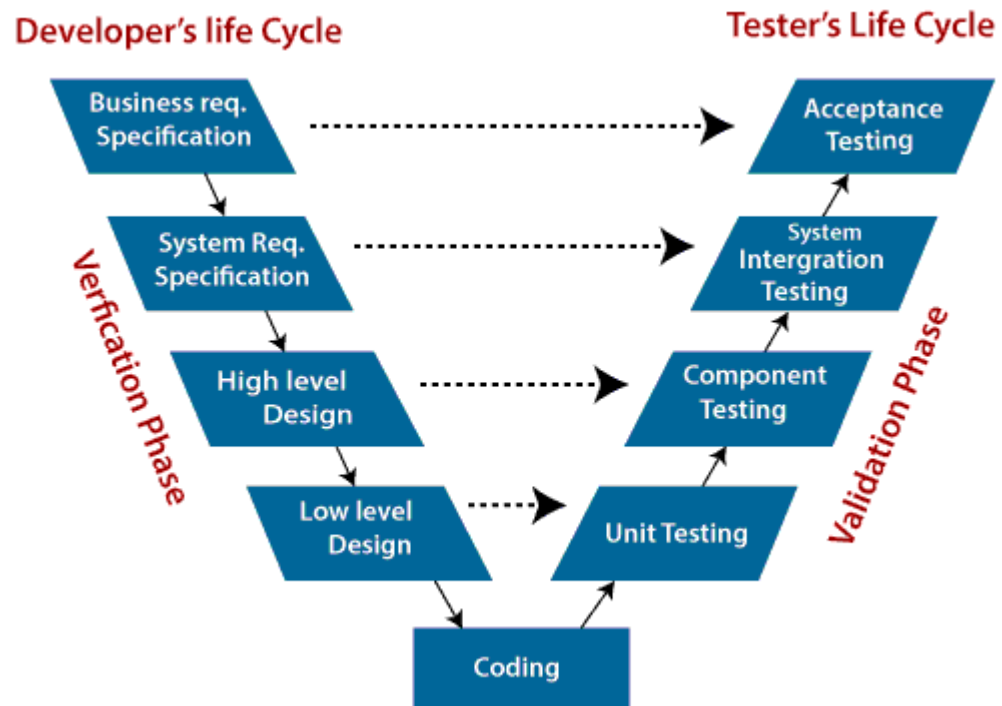 Developer's life Cycle
Tester's Life Cycle
Business req.
Specification
Acceptance
Testing
System Req.
Specification
System
Intergration
Testing
Verfication Phase
High level
Design
Component
Testing
Validation Phase
Low level
Design
Unit Testing
Coding